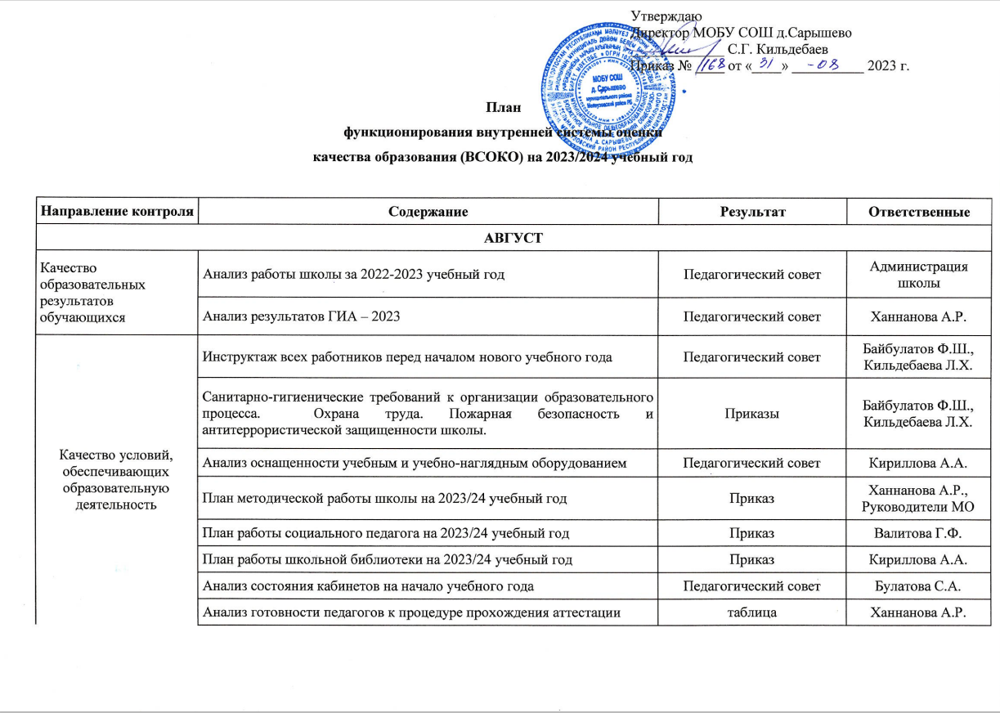 Утверждаю
Директор МОБУ СОШ д.Сарышево
С.Г. Кильдебаев
Приказ № 168 от «31» -08 2023 г.
МОБУ СОШ
д. Сарышево
муниципального района
Мелеузовский район РБ
План
функционирования внутренней системы оценки
качества образования (ВСОКО) на 2023/2024 учебный год
Направление контроля Содержание Результат Ответственные
АВГУСТ
Качество
образовательных
результатов
обучающихся
Анализ работы школы за 2022-2023 учебный год Педагогический совет Администрация
школы
Анализ результатов ГИА – 2023 Педагогический совет Ханнанова А.Р.
Качество условий,
обеспечивающих
образовательную
деятельность
Инструктаж всех работников перед началом нового учебного года Педагогический совет Байбулатов Ф.Ш.,
Кильдебаева Л.Х.
Санитарно-гигиенические требований к организации образовательного
процесса. Охрана труда. Пожарная безопасность и
антитеррористической защищенности школы.
Приказы Байбулатов Ф.Ш.,
Кильдебаева Л.Х.
Анализ оснащенности учебным и учебно-наглядным оборудованием Педагогический совет Кириллова А.А.
План методической работы школы на 2023/24 учебный год Приказ Ханнанова А.Р.,
Руководители МО
План работы социального педагога на 2023/24 учебный год Приказ Валитова Г.Ф.
План работы школьной библиотеки на 2023/24 учебный год Приказ Кириллова А.А.
Анализ состояния кабинетов на начало учебного года Педагогический совет Булатова С.А.
Анализ готовности педагогов к процедуре прохождения аттестации таблица Ханнанова А.Р.